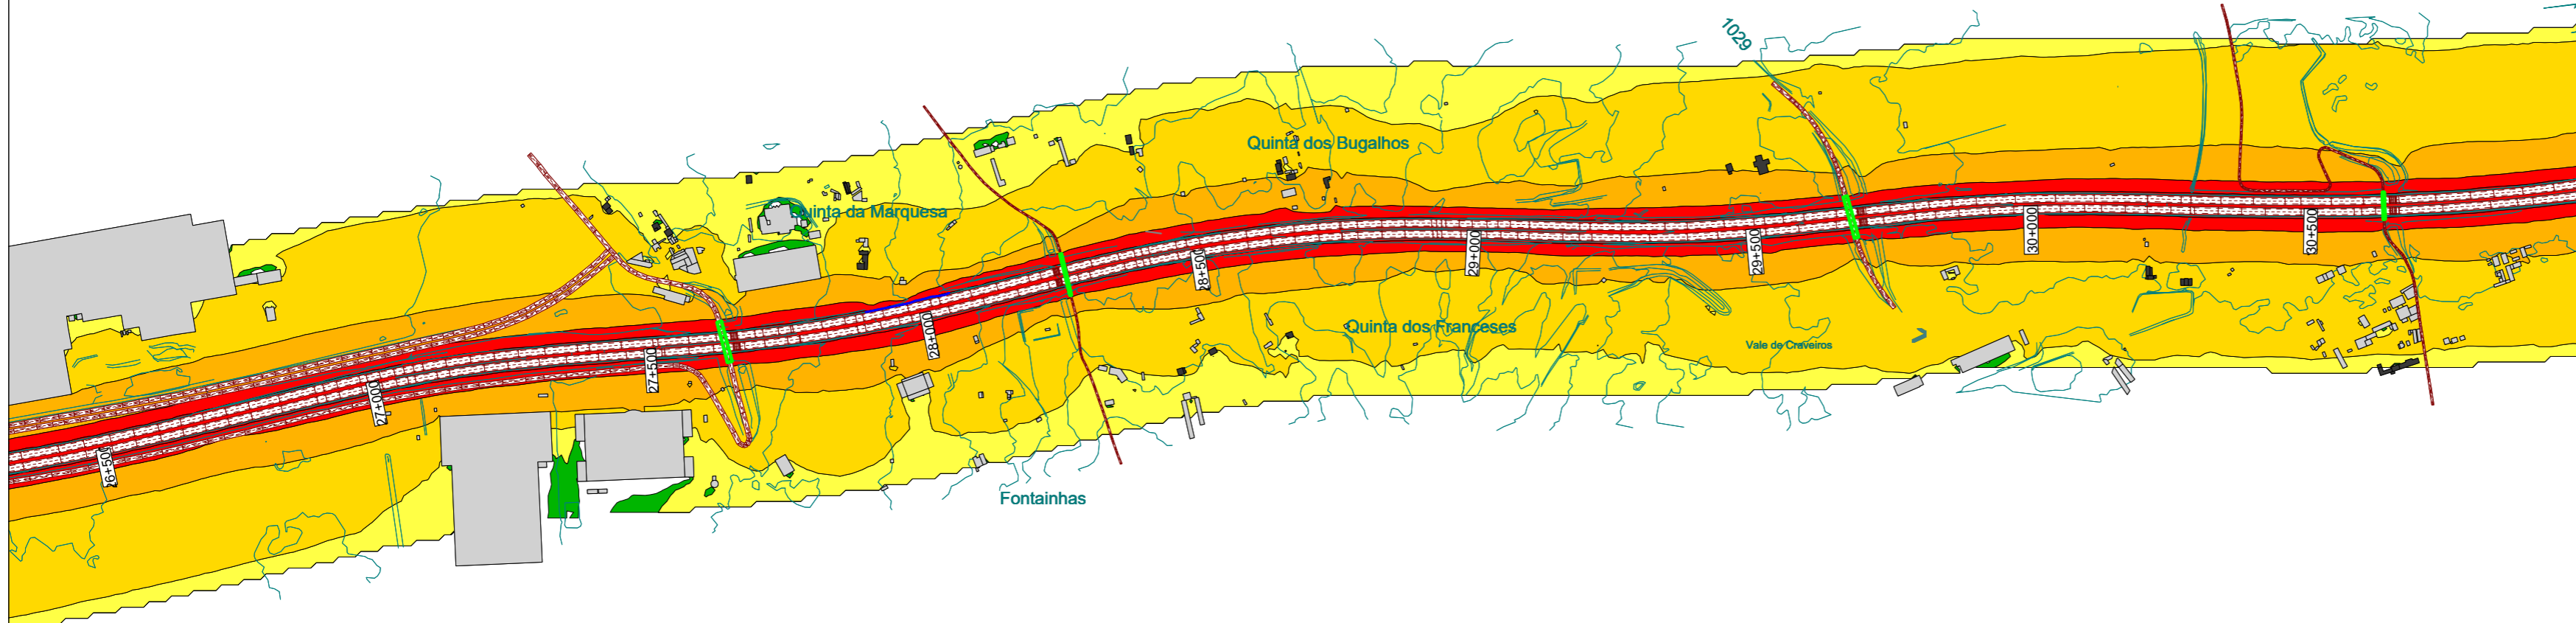 1029
Quinta dos Bugalhos
Quinta da Marquesa
30+000
30+500
29+000
29+500
28+500
28+000
Quinta dos Franceses
Vale de Craveiros
27+500
27+000
26+500
Fontainhas